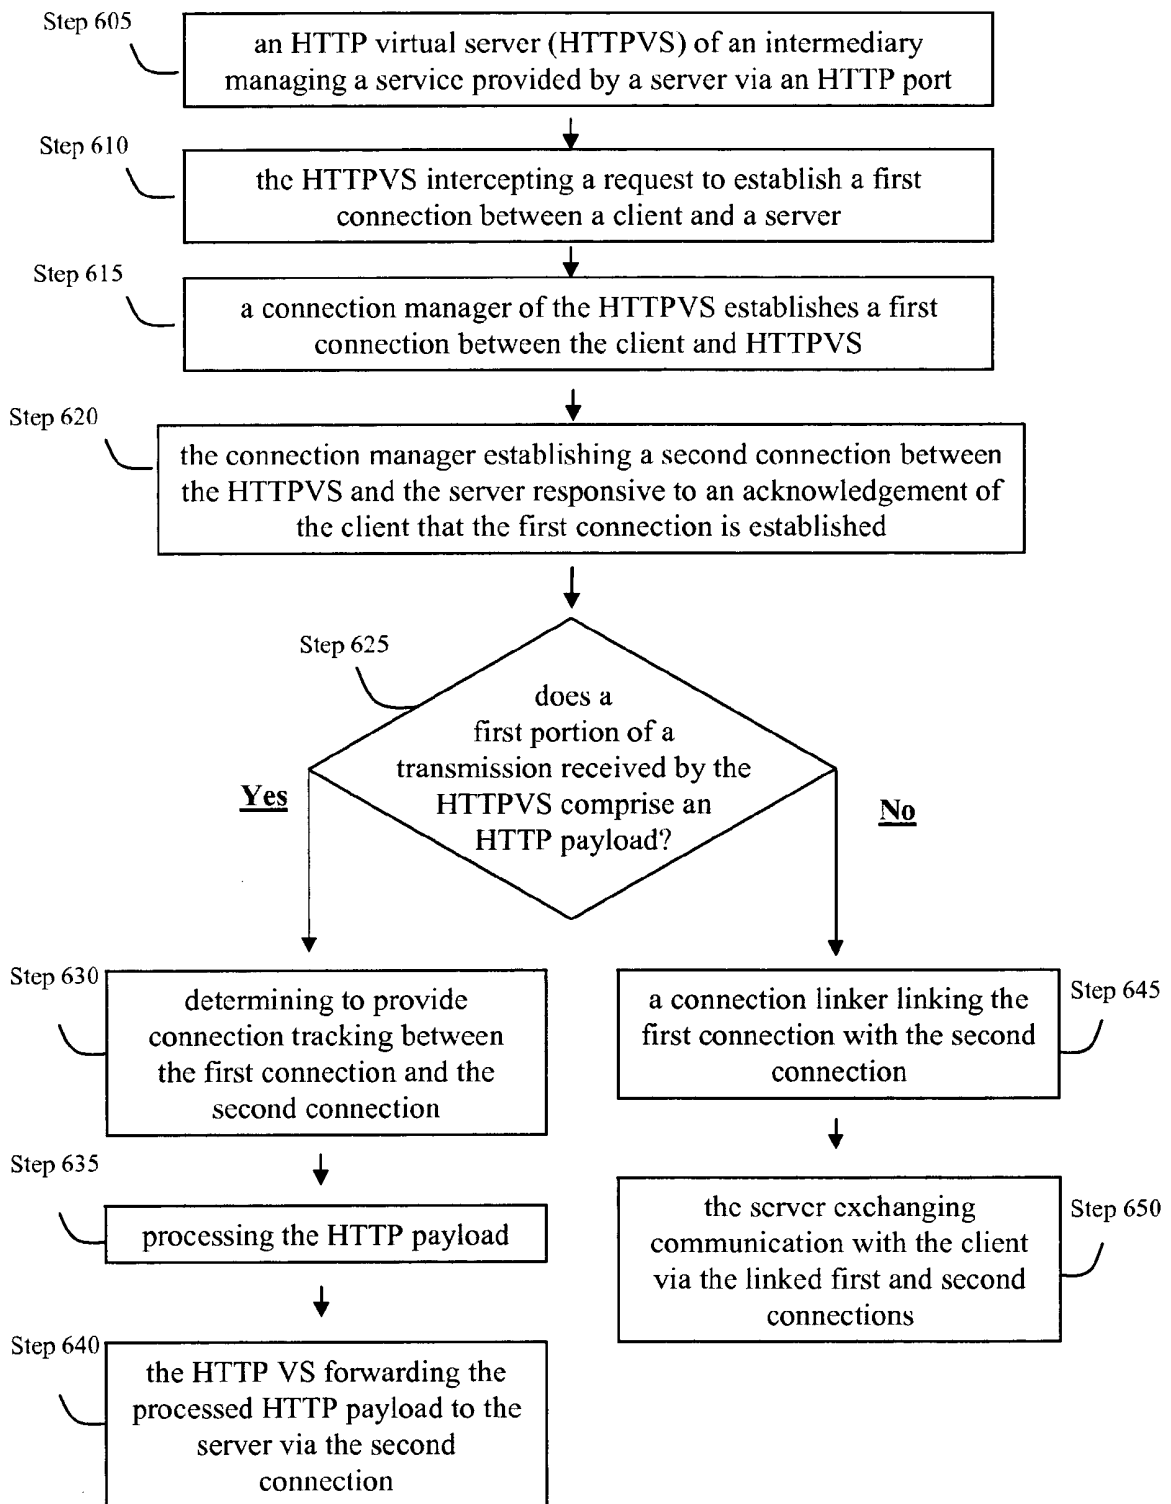 Step 605
an HTTP virtual server (HTTPVS) of an intermediary
managing a service provided by a server via an HTTP port
Step 610
the HTTPVS intercepting a request to establish a first
connection between a client and a server
Step 615
a connection manager of the HTTPVS establishes a first
connection between the client and HTTPVS
Step 620
the connection manager establishing a second connection between
the HTTPVS and the server responsive to an acknowledgement of
the client that the first connection is established
Step 625
does a
first portion of a
transmission received by the
HTTPVS comprise an
HTTP payload?
Yes
No
Step 630
determining to provide
connection tracking between
the first connection and the
second connection
Step 635
processing the HTTP payload
Step 640
the HTTP VS forwarding the
processed HTTP payload to the
server via the second
connection
Step 645
a connection linker linking the
first connection with the second
connection
Step 650
the server exchanging
communication with the client
via the linked first and second
connections